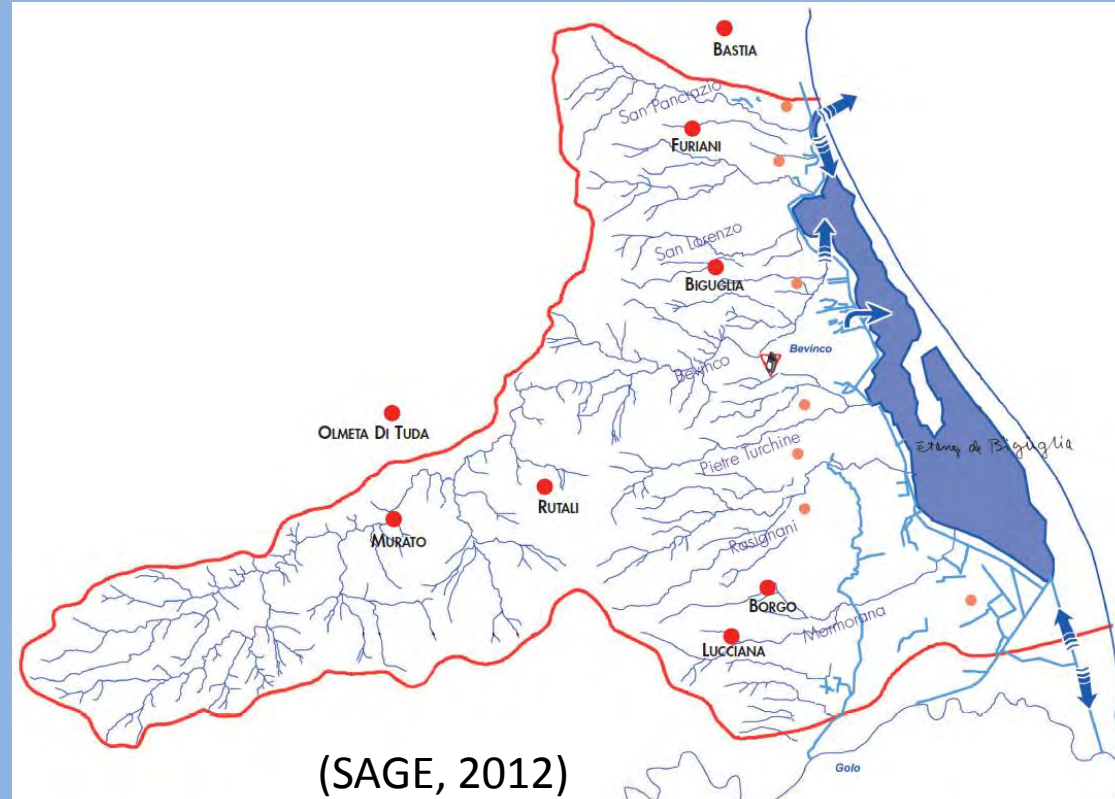 BASTIA
San Pancrazio
FURIANI
San Lorenzo
BIGUGLIA
Bevinco
Bevinco
OLMETA DI TUDA
Etang de Biguglia
Pietre Turchine
RUTALI
MURATO
Rasignani
BORGO
Mormorana
LUCCIANA
(SAGE, 2012)
Golo